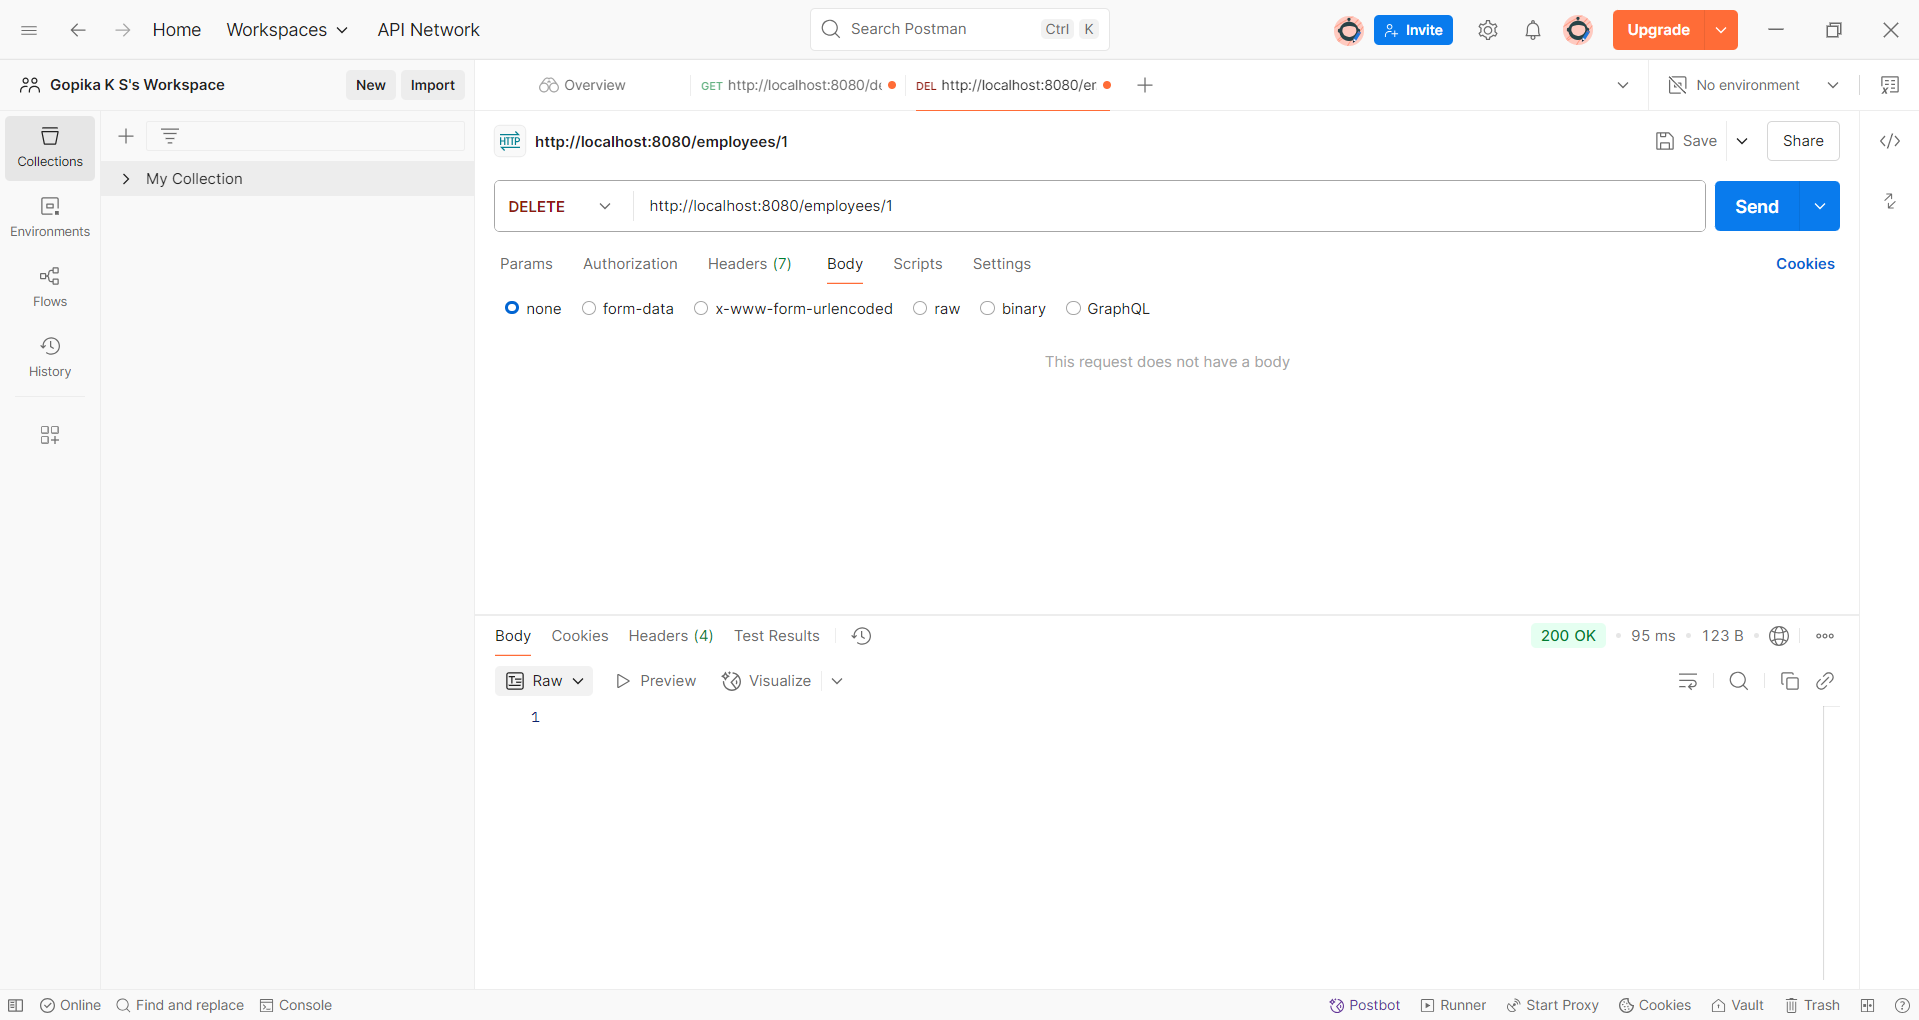 Home Workspaces API Network Search Postman Ctrl K Invite Upgrade
Gopika K S's Workspace New Import Overview GET http://localhost:8080/de DEL http://localhost:8080/er No environment
Collections
My Collection
Environments
Flows
History
HTTP http://localhost:8080/employees/1 Save Share
DELETE http://localhost:8080/employees/1 Send
Params Authorization Headers (7) Body Scripts Settings Cookies
none form-data x-www-form-urlencoded raw binary GraphQL
This request does not have a body
Body Cookies Headers (4) Test Results 200 OK 95 ms 123 B
Raw Preview Visualize
1
Online Find and replace Console Postbot Runner Start Proxy Cookies Vault Trash